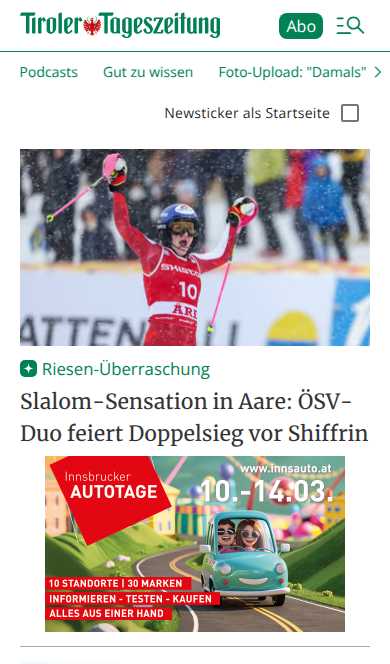 Tiroler Tageszeitung
Abo
Podcasts Gut zu wissen Foto-Upload: "Damals"
Newsticker als Startseite
SHISEIDO
10
ÅRE
ATTEN
Riesen-Überraschung
Slalom-Sensation in Aare: ÖSV-
Duo feiert Doppelsieg vor Shiffrin
www.innsauto.at
Innsbrucker
AUTOTAGE
10.-14.03.
10 STANDORTE | 30 MARKEN
INFORMIEREN - TESTEN - KAUFEN
ALLES AUS EINER HAND